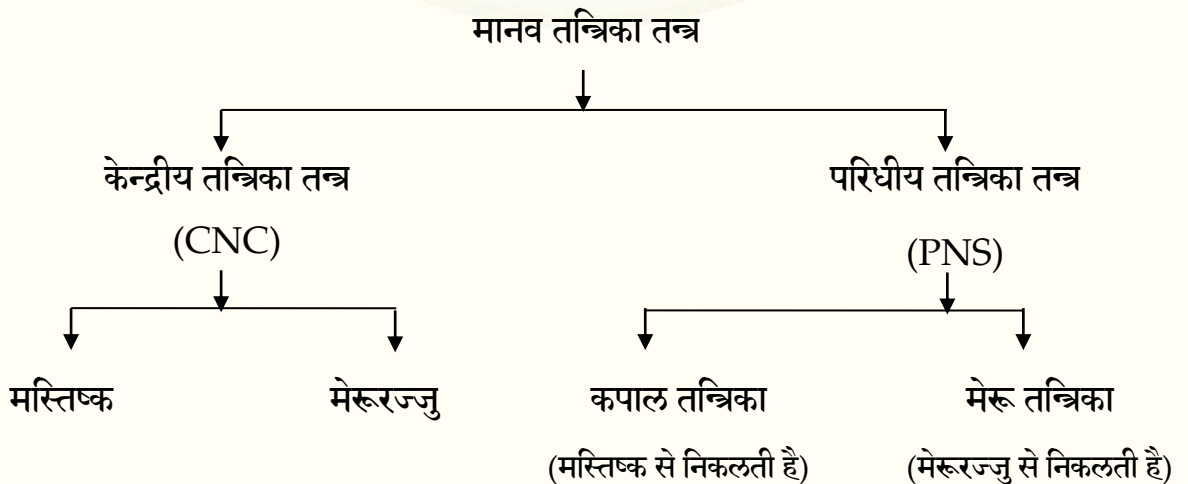 मानव तन्त्रिका तन्त्र
केन्द्रीय तन्त्रिका तन्त्र परिधीय तन्त्रिका तन्त्र
(CNC) (PNS)
मस्तिष्क मेरूरज्जु कपाल तन्त्रिका मेरू तन्त्रिका
(मस्तिष्क से निकलती है) (मेरूरज्जु से निकलती है)